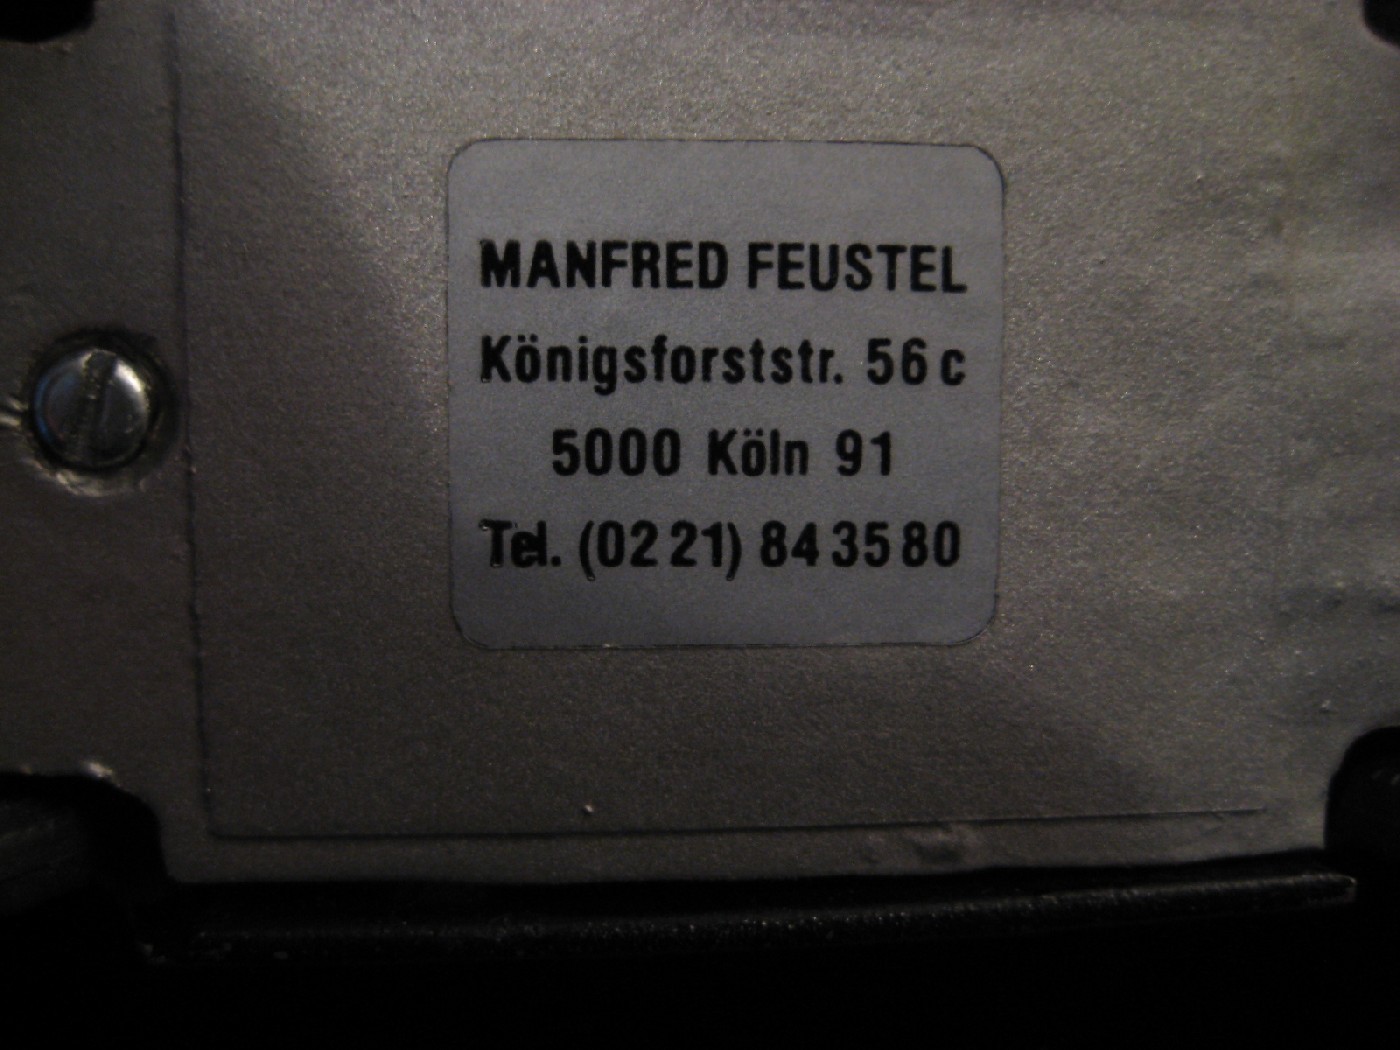 MANFRED FEUSTEL
Königsforststr. 56 c
5000 Köln 91
Tel. (02 21) 84 35 80